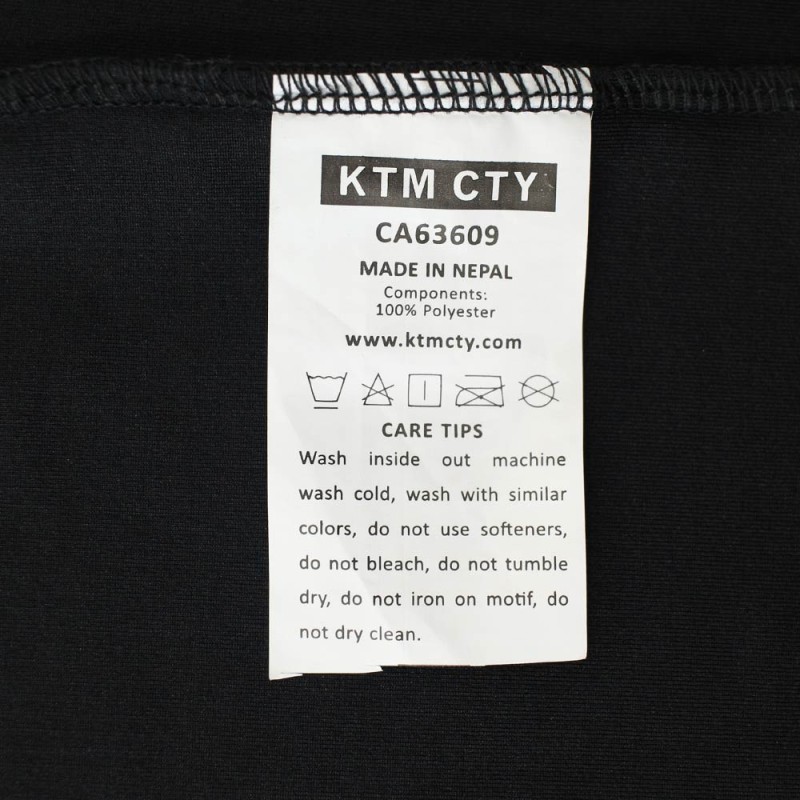 KTM CTY
CA63609
MADE IN NEPAL
Components:
100% Polyester
www.ktmcty.com
CARE TIPS
Wash inside out machine
wash cold, wash with similar
colors, do not use softeners,
do not bleach, do not tumble
dry, do not iron on motif, do
not dry clean.